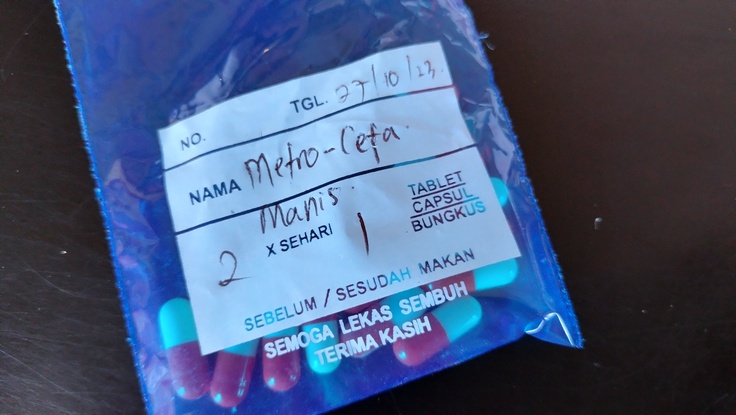 NO.
TGL. 27/10/23.
NAMA Metro-Cefa.
Manis.
2 X SEHARI 1
TABLET
CAPSUL
BUNGKUS
SEBELUM / SESUDAH MAKAN
SEMOGA LEKAS SEMBUH
TERIMA KASIH